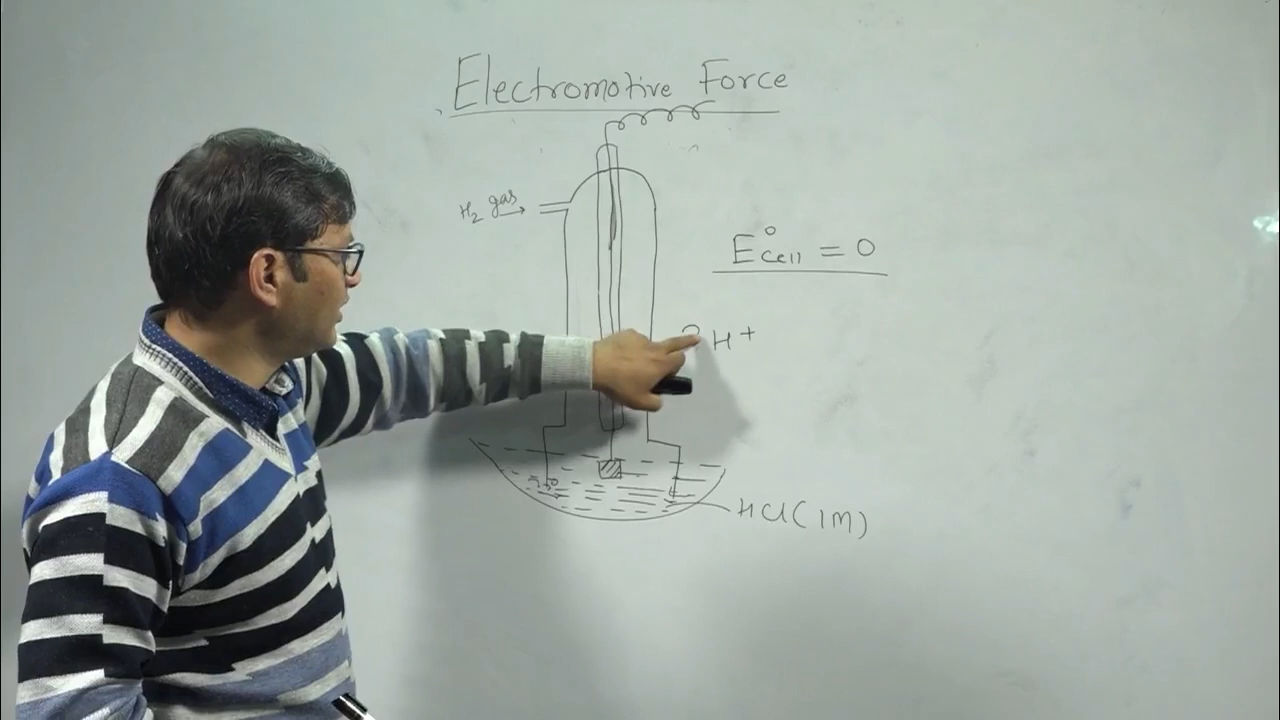 Electromotive Force
H₂ gas →
E°cell = 0
2H⁺
HCl (1M)